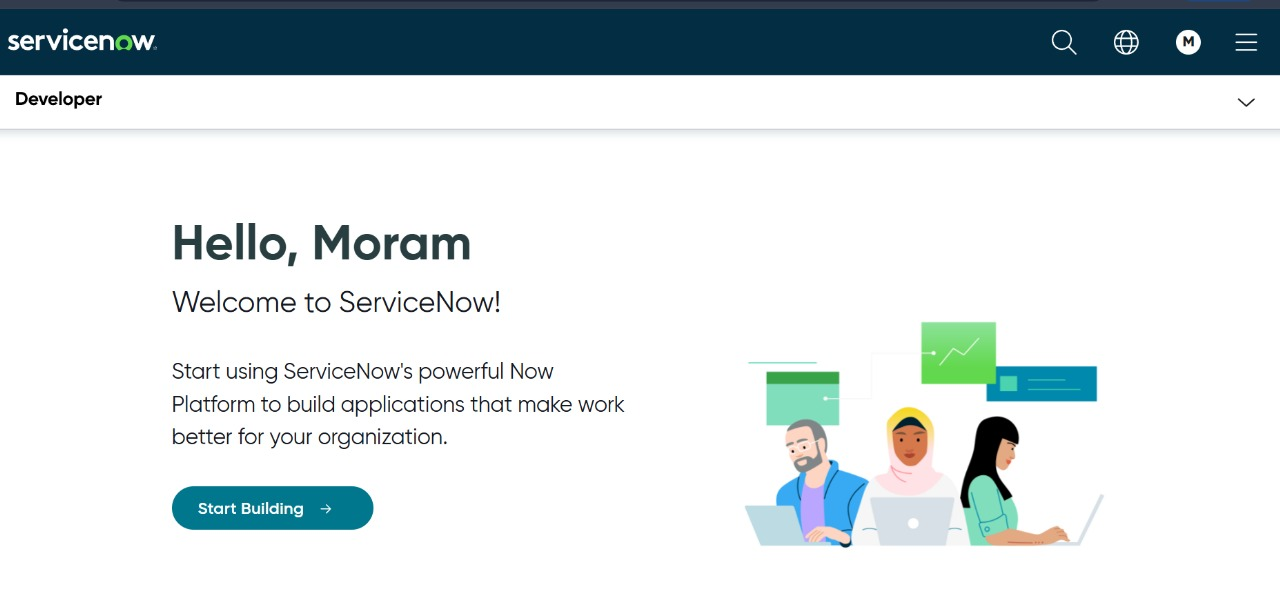 servicenow
M
Developer
Hello, Moram
Welcome to ServiceNow!
Start using ServiceNow's powerful Now
Platform to build applications that make work
better for your organization.
Start Building →